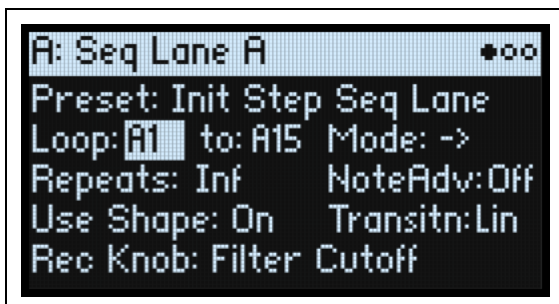 A: Seq Lane A
Preset: Init Step Seq Lane
Loop: A1 to: A15 Mode: ->
Repeats: Inf NoteAdv: Off
Use Shape: On Transitn: Lin
Rec Knob: Filter Cutoff